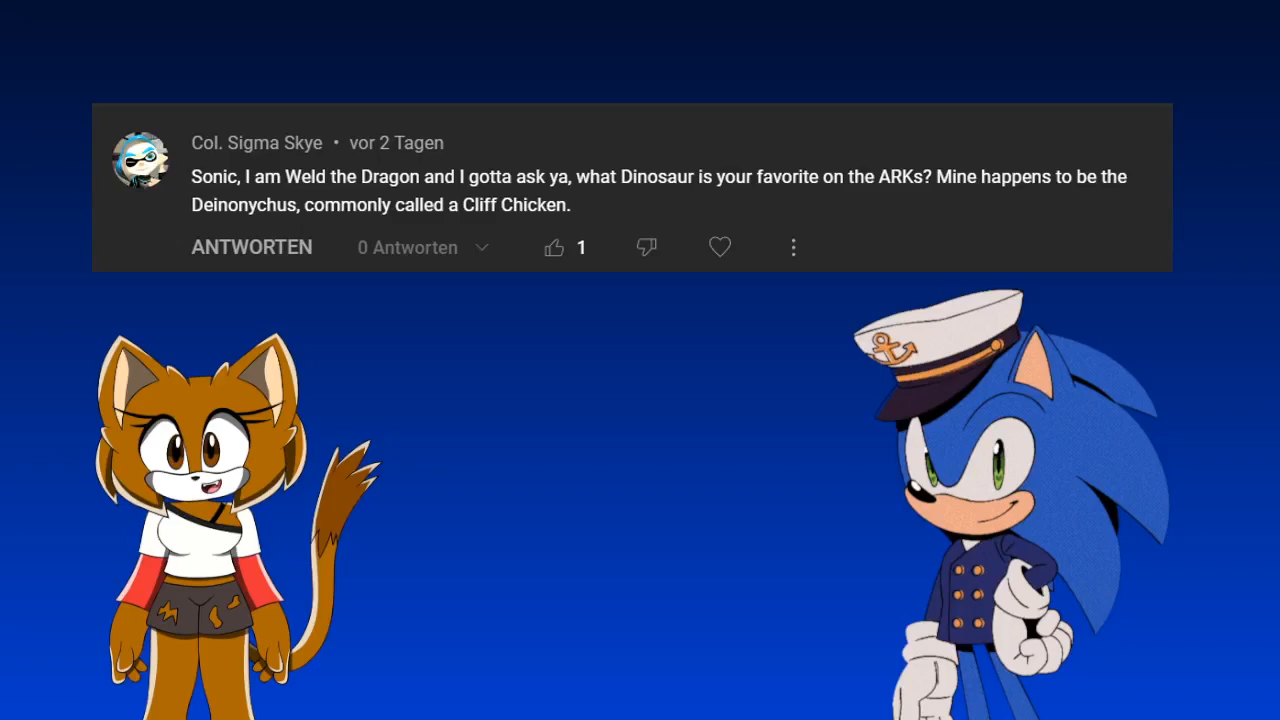 Col. Sigma Skye • vor 2 Tagen
Sonic, I am Weld the Dragon and I gotta ask ya, what Dinosaur is your favorite on the ARKs? Mine happens to be the
Deinonychus, commonly called a Cliff Chicken.
ANTWORTEN 0 Antworten 1